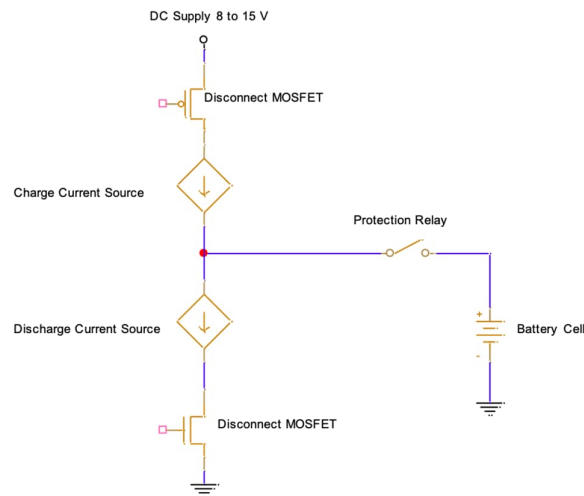 DC Supply 8 to 15 V
Disconnect MOSFET
Charge Current Source
Protection Relay
+
Discharge Current Source
Battery Cell
-
Disconnect MOSFET